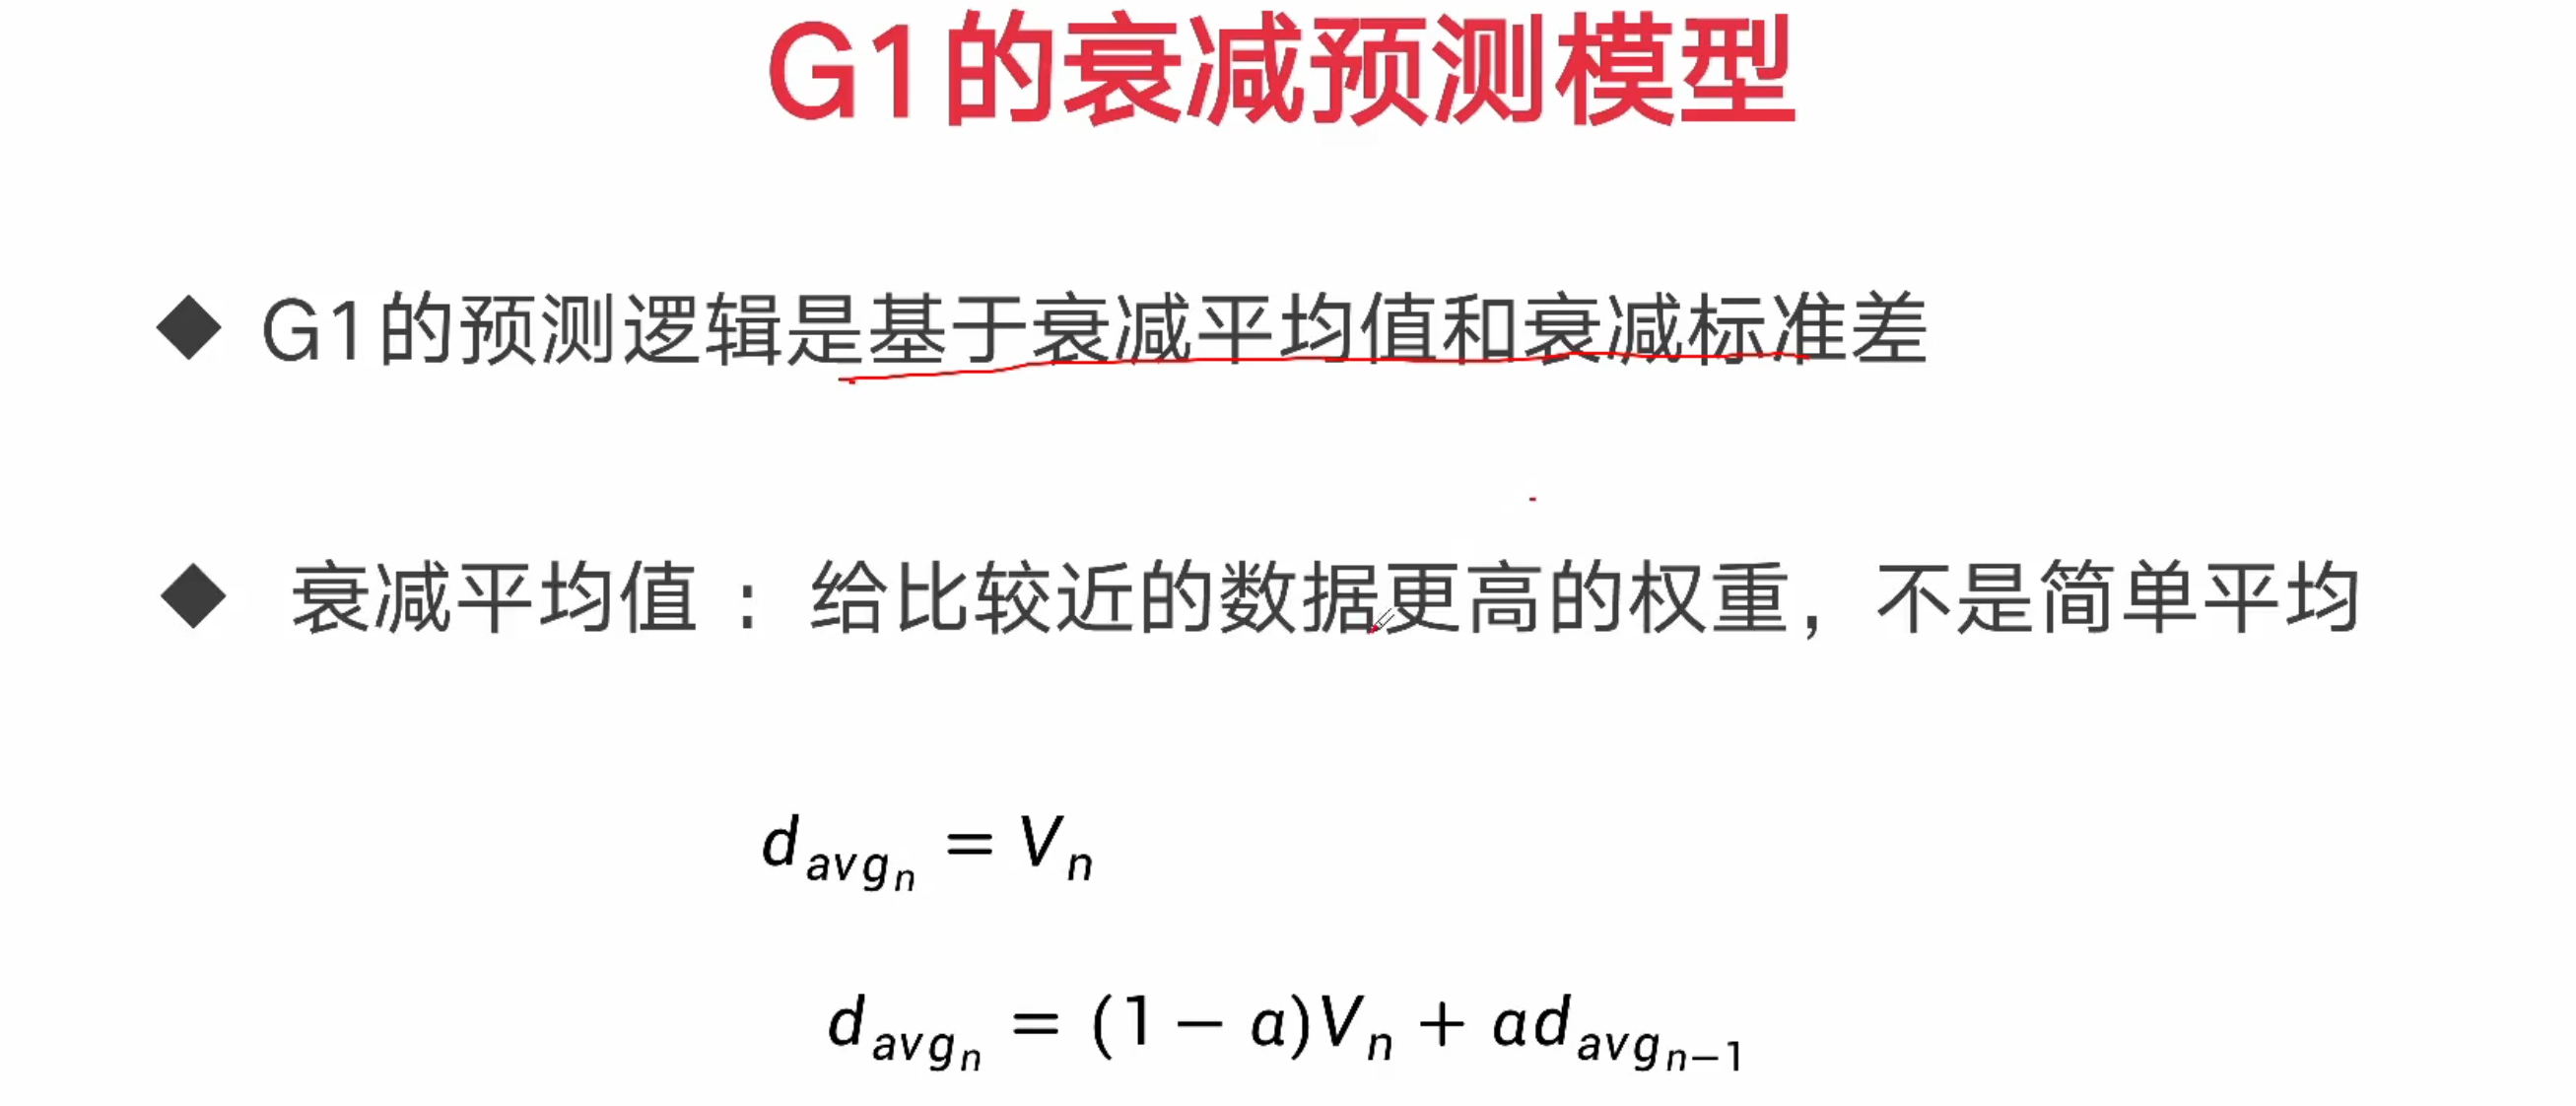 G1的衰减预测模型
G1的预测逻辑是基于衰减平均值和衰减标准差
衰减平均值：给比较近的数据更高的权重，不是简单平均
d_{avg_n} = V_n
d_{avg_n} = (1 − α)V_n + αd_{avg_{n−1}}